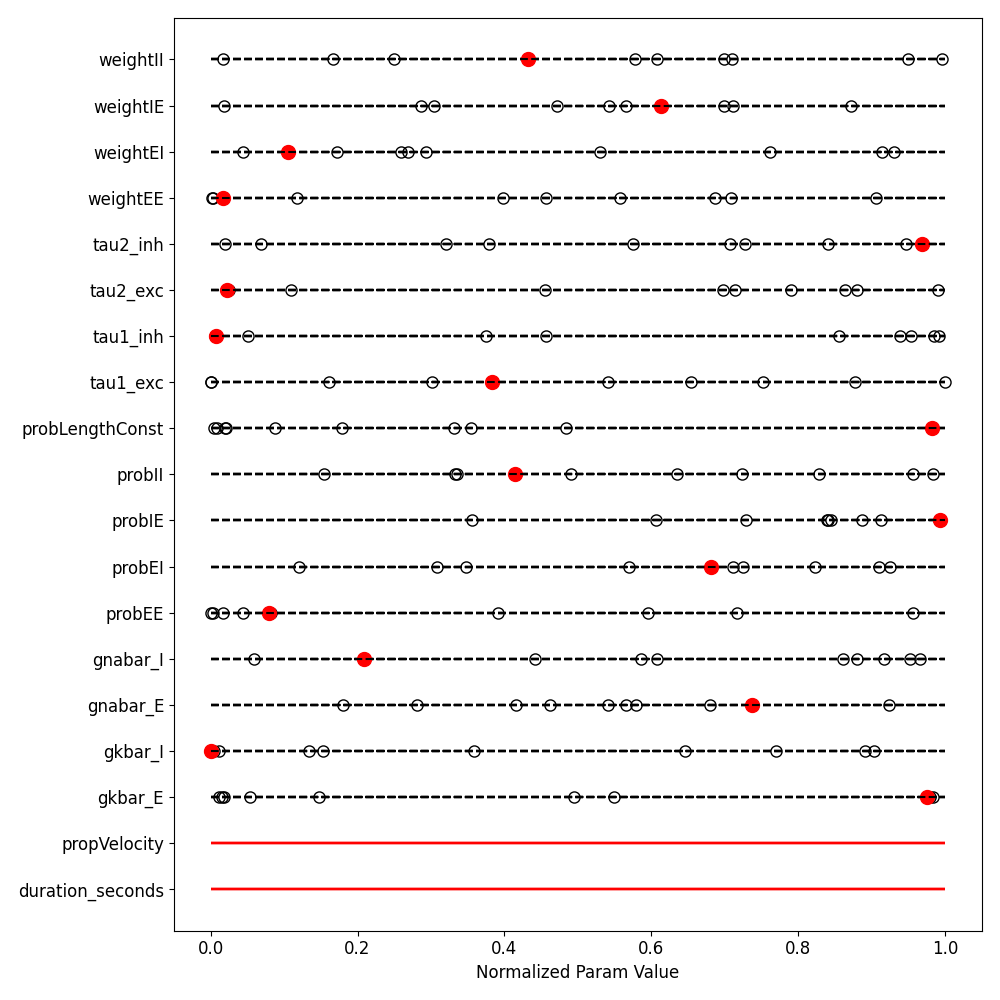 weightII
weightIE
weightEI
weightEE
tau2_inh
tau2_exc
tau1_inh
tau1_exc
probLengthConst
probII
probIE
probEI
probEE
gnabar_I
gnabar_E
gkbar_I
gkbar_E
propVelocity
duration_seconds
0.0 0.2 0.4 0.6 0.8 1.0
Normalized Param Value